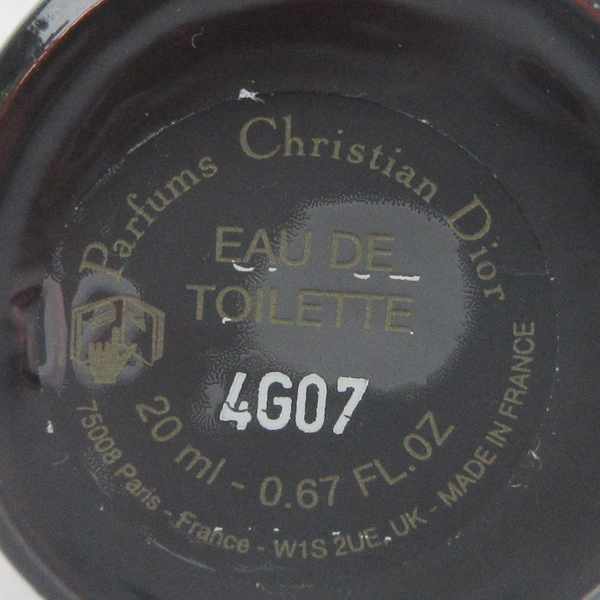 Parfums Christian Dior
EAU DE
TOILETTE
4G07
20 ml - 0.67 FL.OZ
75008 Paris - France - W1S 2UE, UK - MADE IN FRANCE